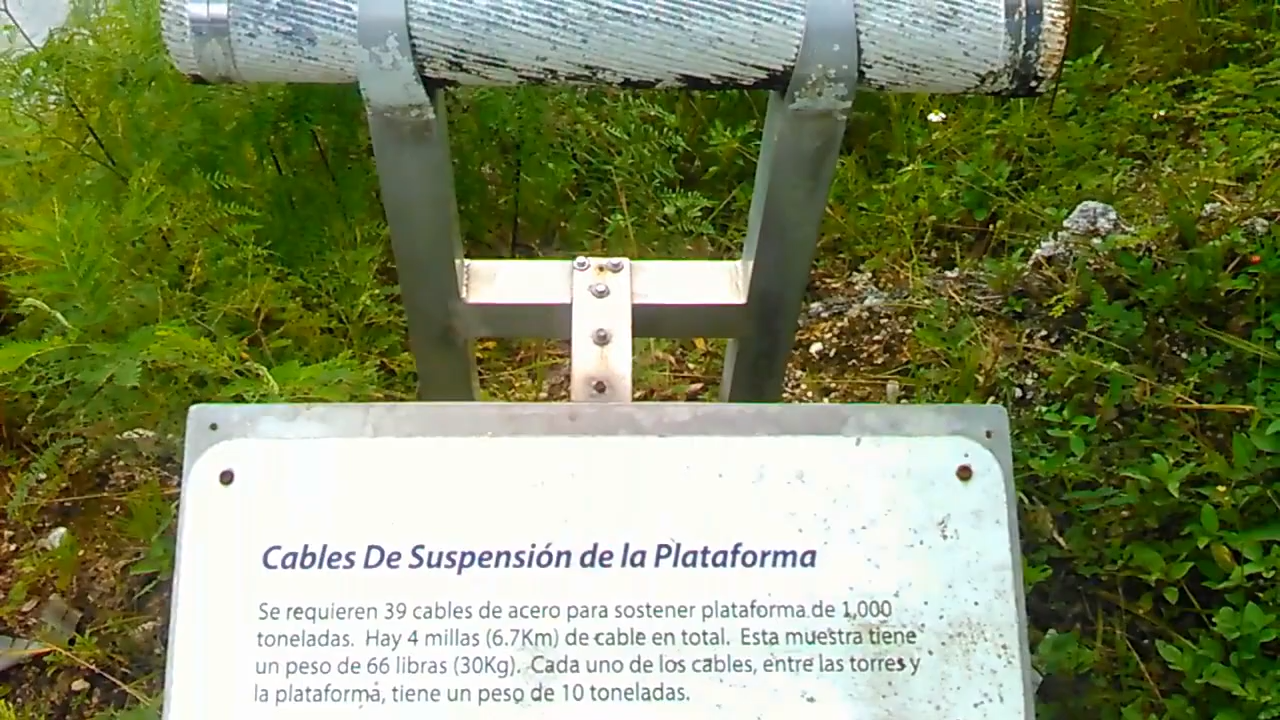 Cables De Suspensión de la Plataforma
Se requieren 39 cables de acero para sostener plataforma de 1,000
toneladas. Hay 4 millas (6.7Km) de cable en total. Esta muestra tiene
un peso de 66 libras (30Kg). Cada uno de los cables, entre las torres y
la plataforma, tiene un peso de 10 toneladas.